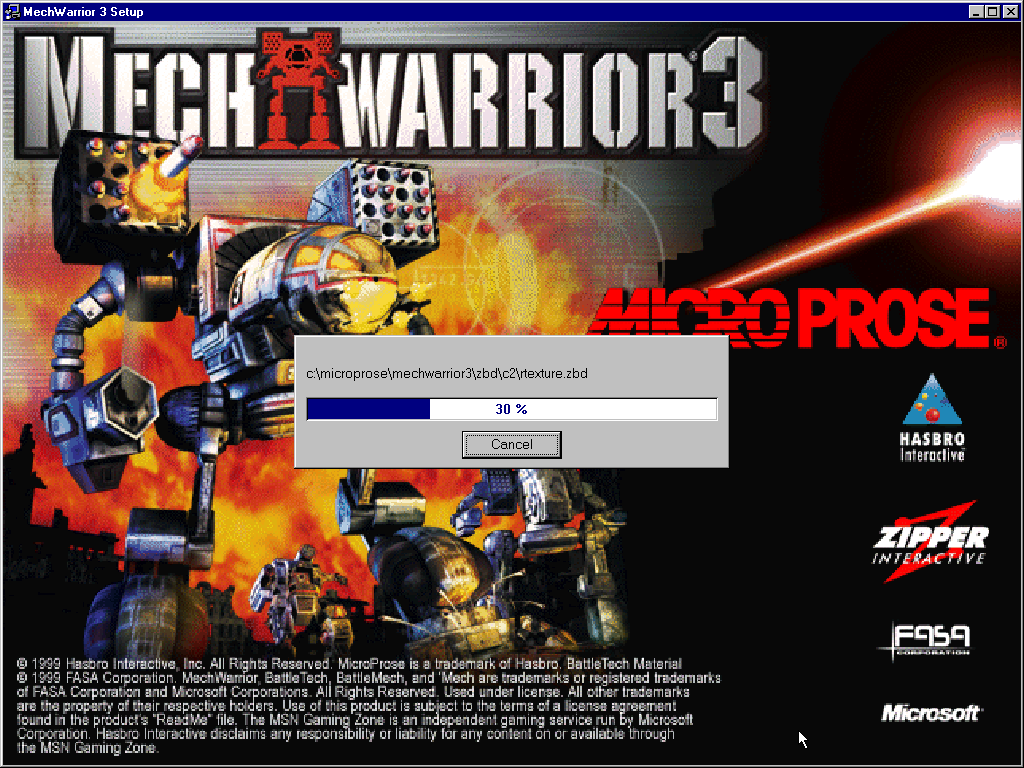 MechWarrior 3 Setup
MECHWARRIOR 3®
MICROPROSE®
c:\microprose\mechwarrior3\zbd\c2\rtexture.zbd
30 %
Cancel
HASBRO
Interactive™
ZIPPER
INTERACTIVE
FASA
CORPORATION
© 1999 Hasbro Interactive, Inc. All Rights Reserved. MicroProse is a trademark of Hasbro. BattleTech Material
© 1999 FASA Corporation. MechWarrior, BattleTech, BattleMech, and 'Mech are trademarks or registered trademarks
of FASA Corporation and Microsoft Corporations. All Rights Reserved. Used under license. All other trademarks
are the property of their respective holders. Use of this product is subject to the terms of a license agreement
found in the product's "ReadMe" file. The MSN Gaming Zone is an independent gaming service run by Microsoft
Corporation. Hasbro Interactive disclaims any responsibility or liability for any content on or available through
the MSN Gaming Zone.
Microsoft